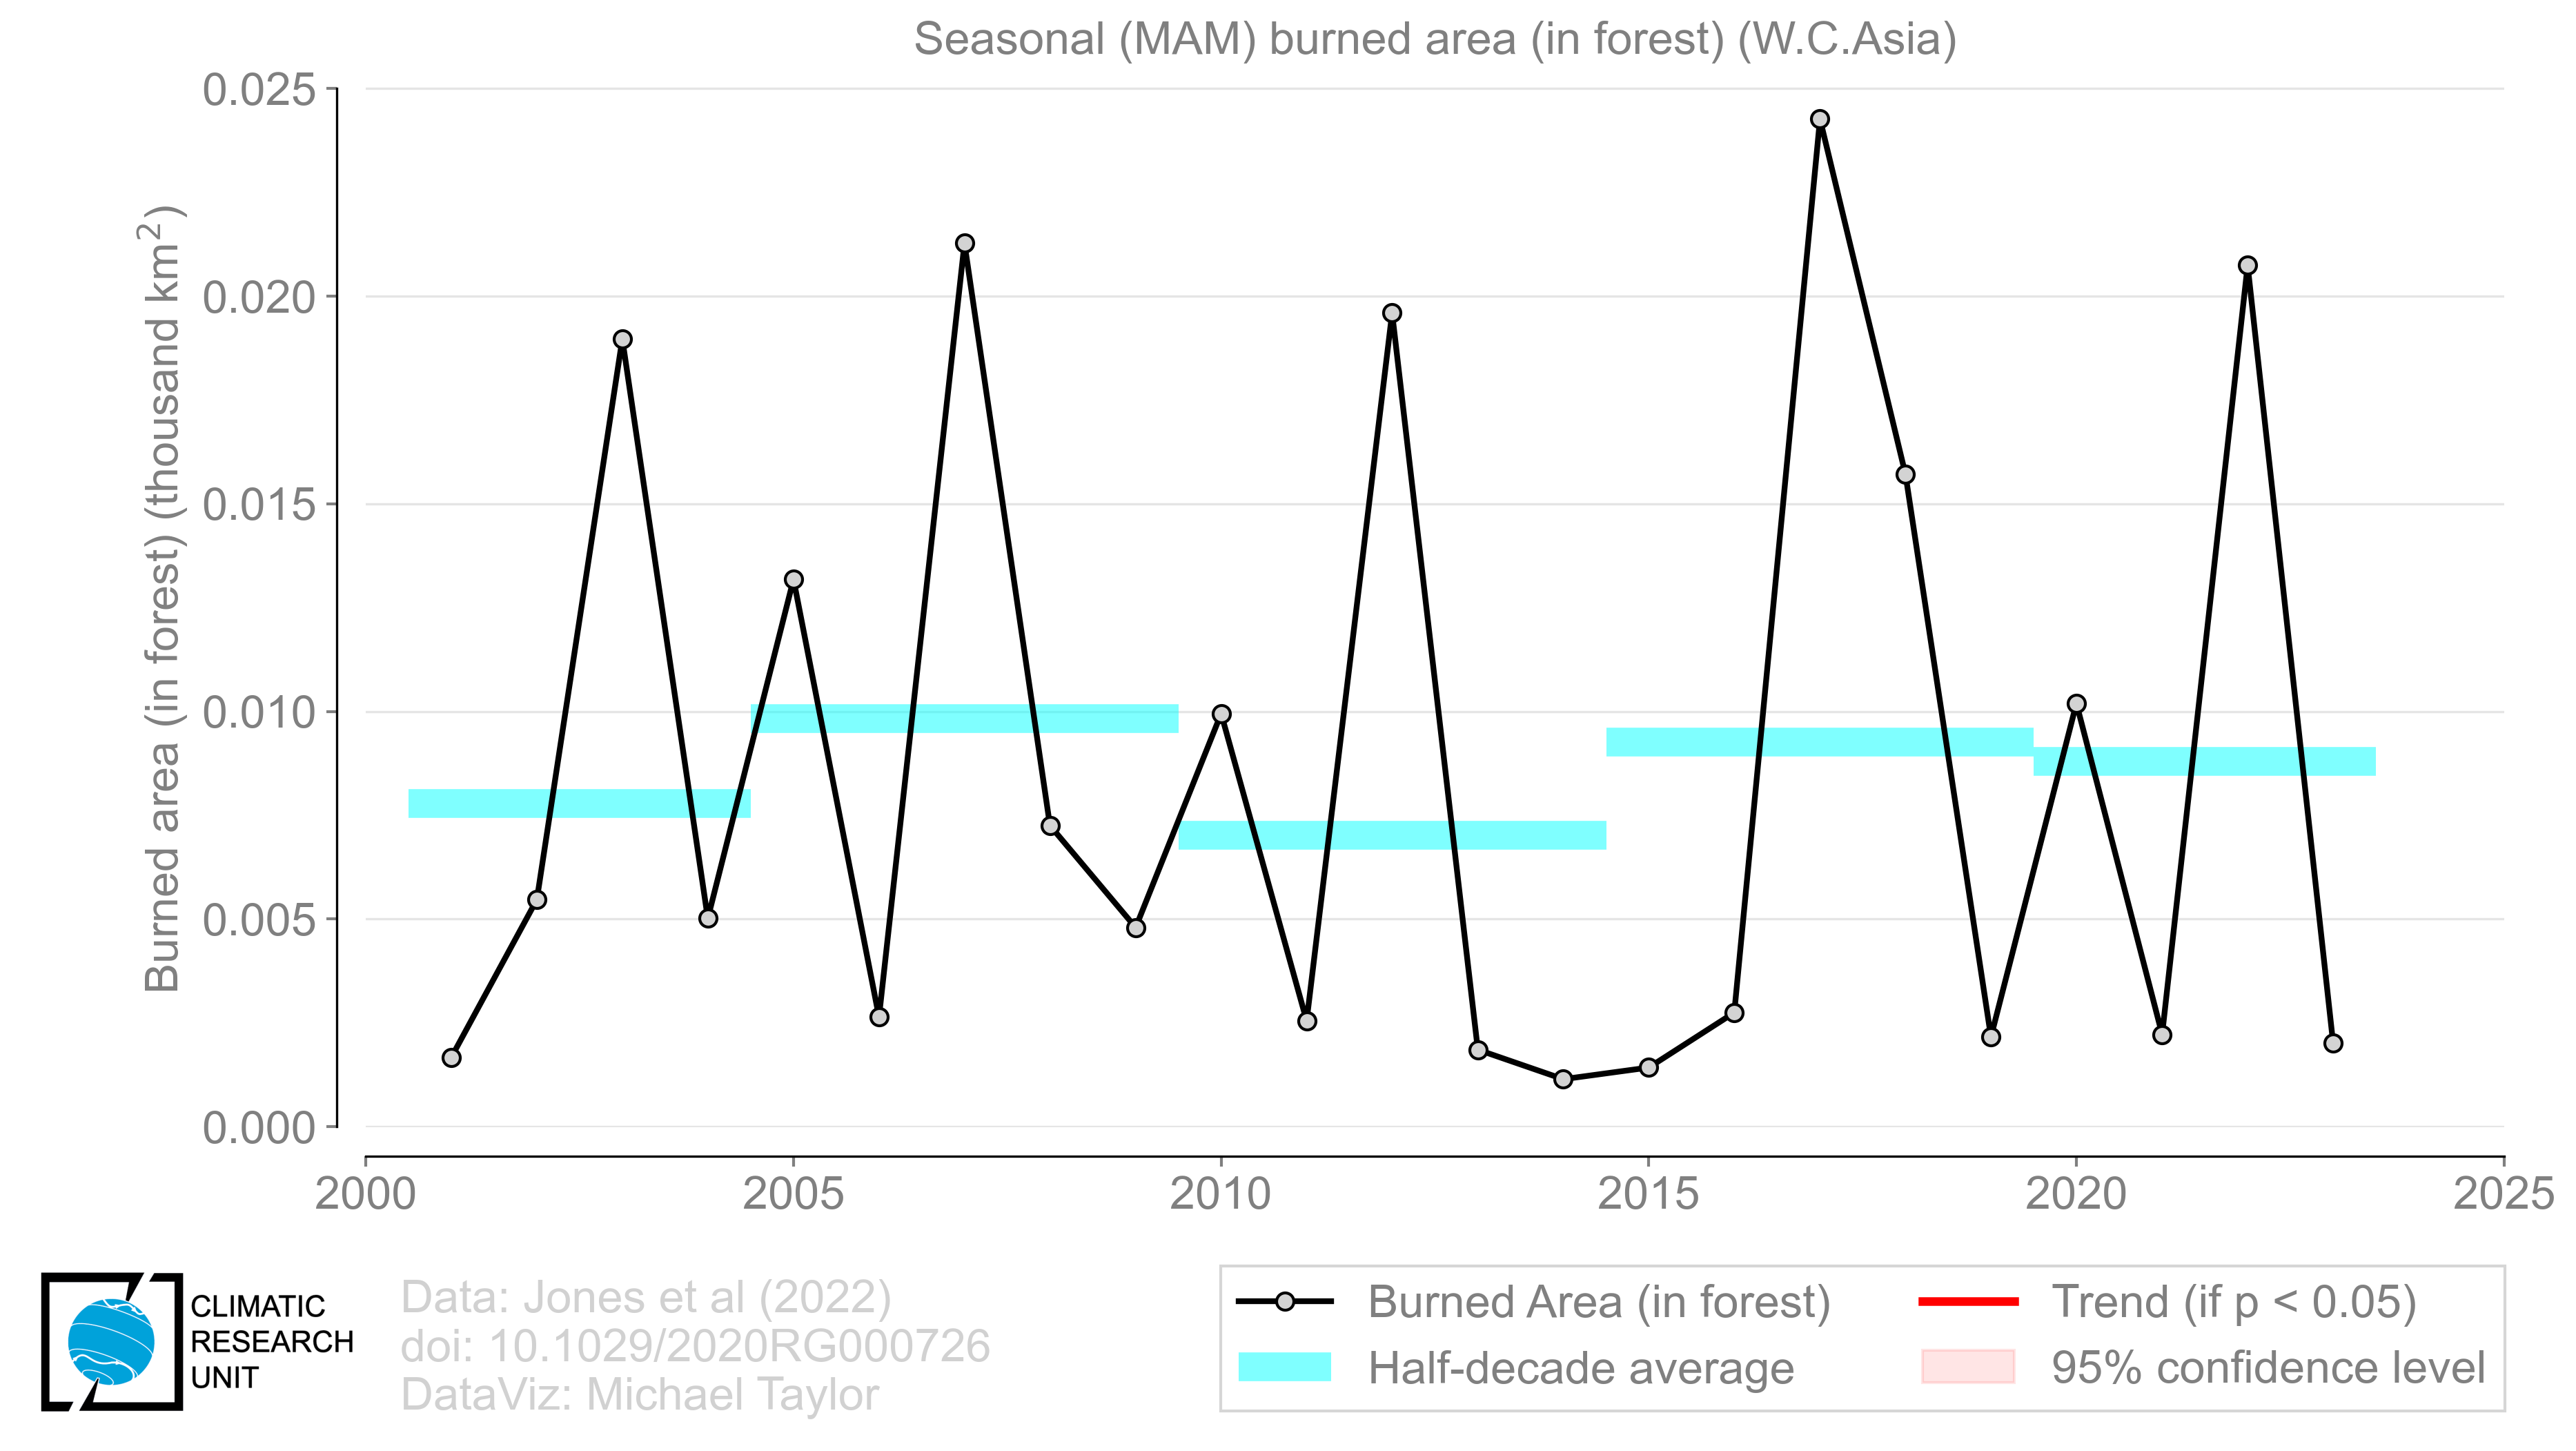 Seasonal (MAM) burned area (in forest) (W.C.Asia)
Burned area (in forest) (thousand km²)
0.025
0.020
0.015
0.010
0.005
0.000
2000 2005 2010 2015 2020 2025
CLIMATIC
RESEARCH
UNIT
Data: Jones et al (2022)
doi: 10.1029/2020RG000726
DataViz: Michael Taylor
Burned Area (in forest)
Half-decade average
Trend (if p < 0.05)
95% confidence level